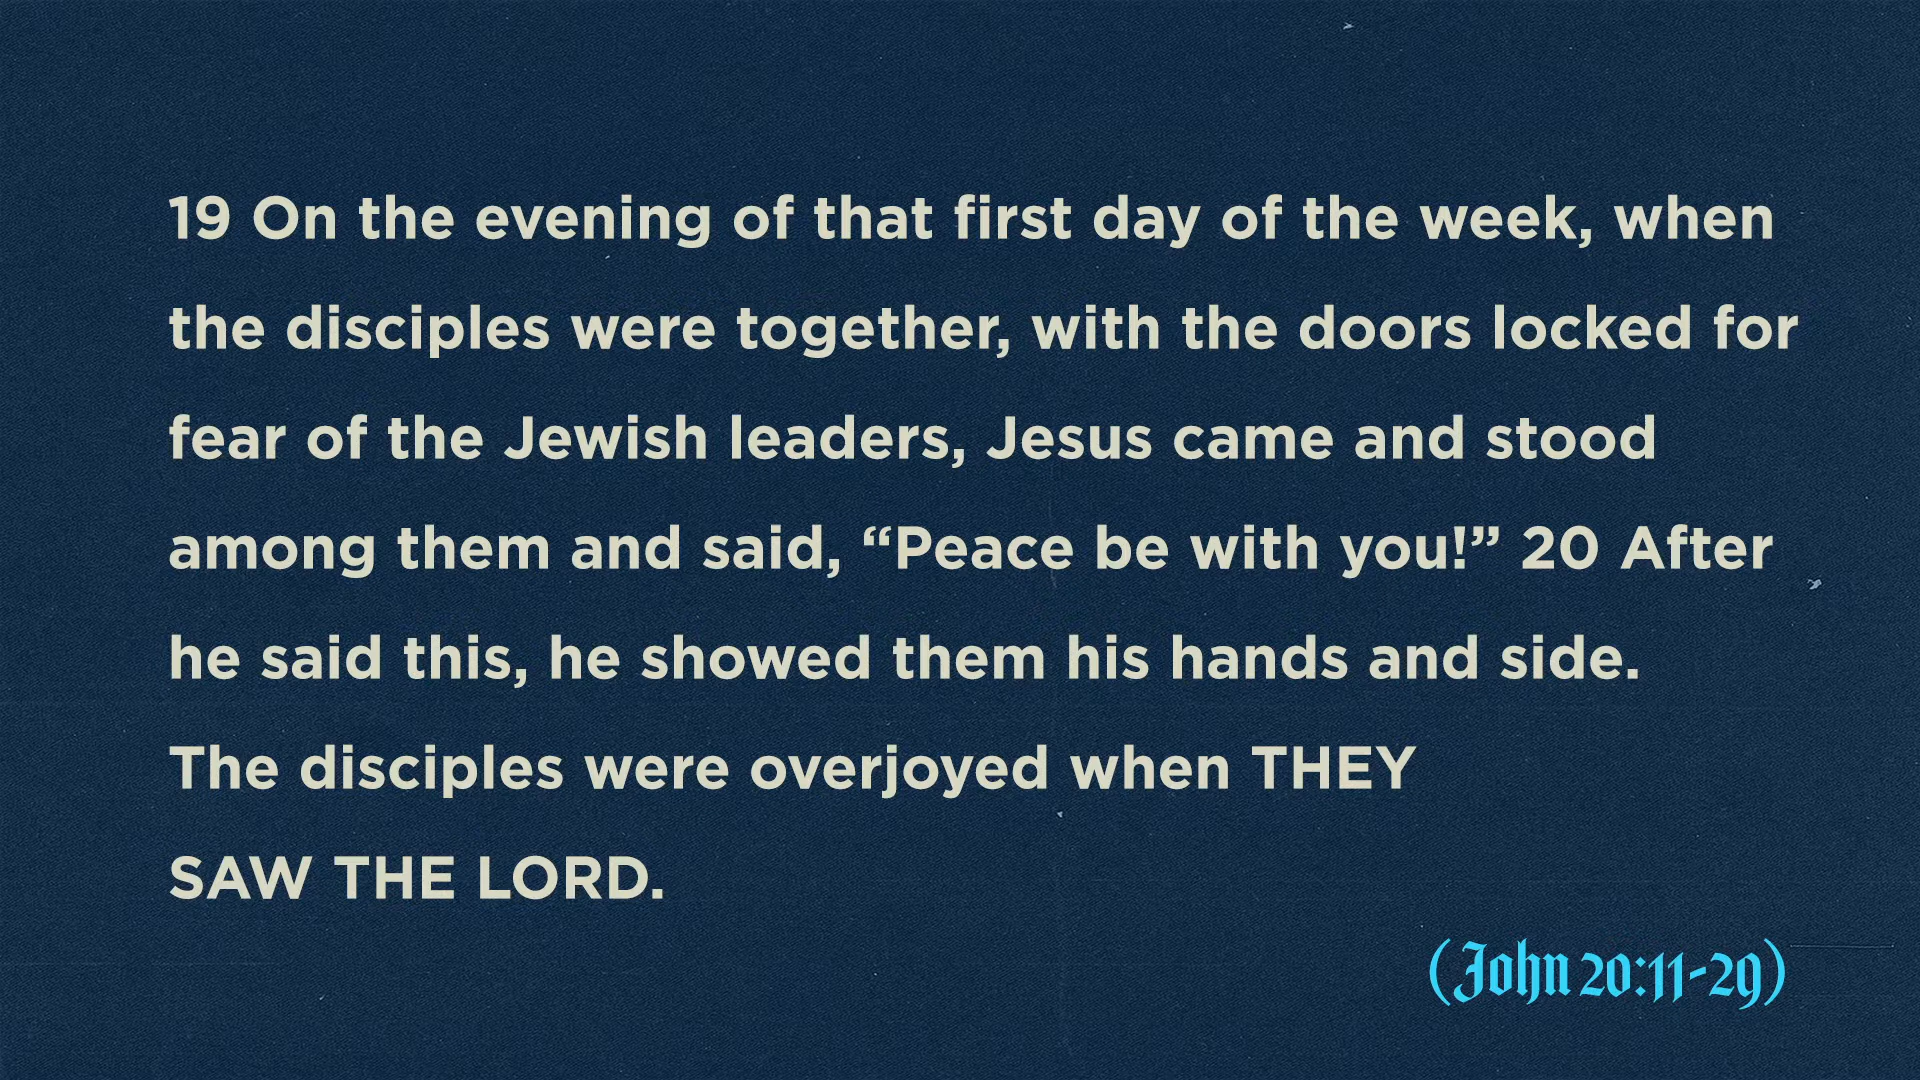 19 On the evening of that first day of the week, when
the disciples were together, with the doors locked for
fear of the Jewish leaders, Jesus came and stood
among them and said, “Peace be with you!” 20 After
he said this, he showed them his hands and side.
The disciples were overjoyed when THEY
SAW THE LORD.
(John 20:11-29)